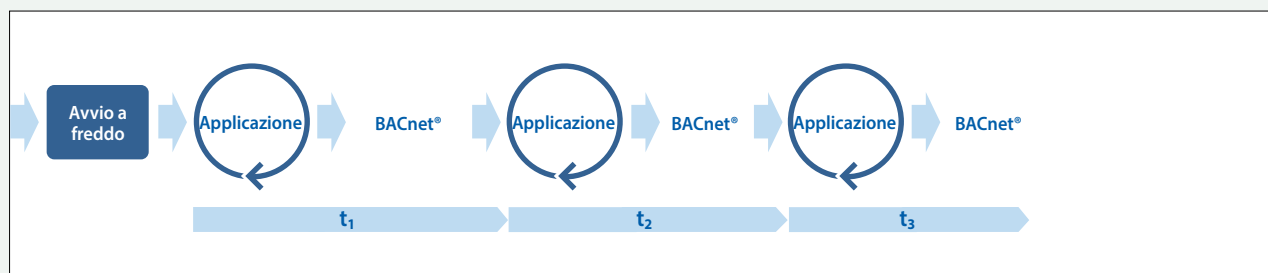 Avvio a
freddo
Applicazione
BACnet®
Applicazione
BACnet®
Applicazione
BACnet®
t₁
t₂
t₃